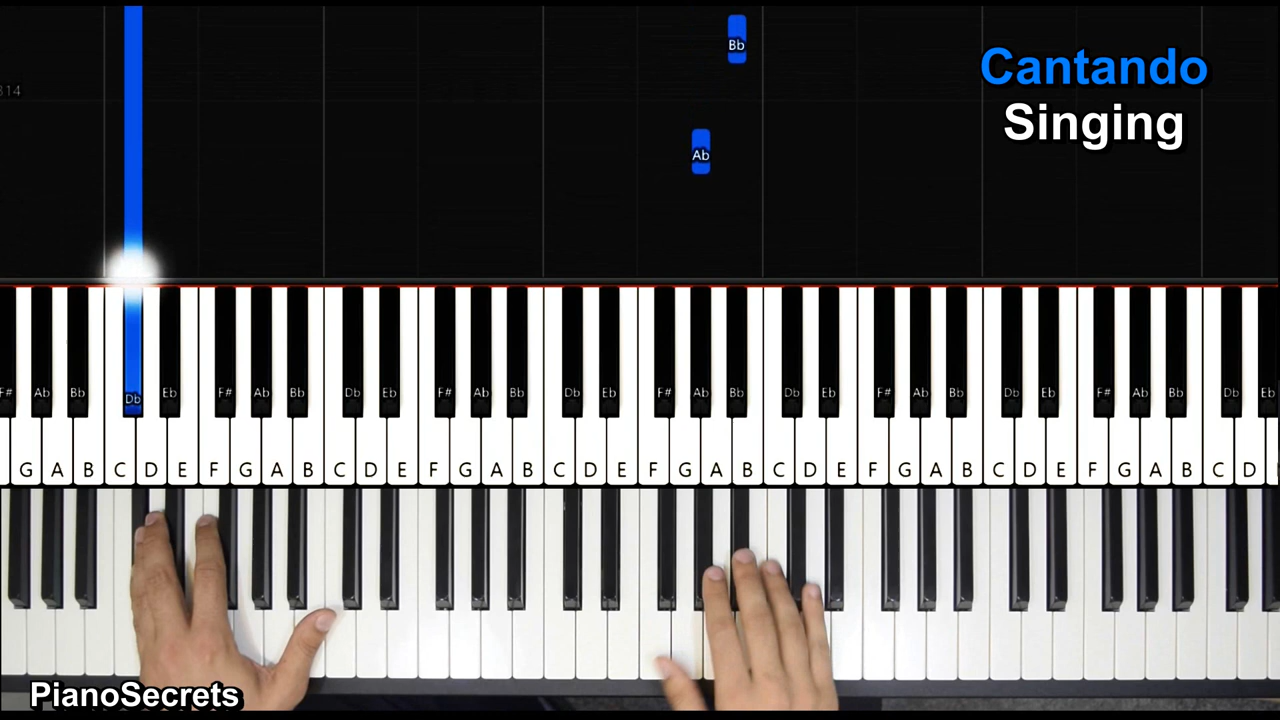 Bb
Cantando
314
Singing
Ab
F# Ab Bb Db Eb F# Ab Bb Db Eb F# Ab Bb Db Eb F# Ab Bb Db Eb F# Ab Bb Db Eb F# Ab Bb Db Eb
G A B C D E F G A B C D E F G A B C D E F G A B C D E F G A B C D E F G A B C D
PianoSecrets